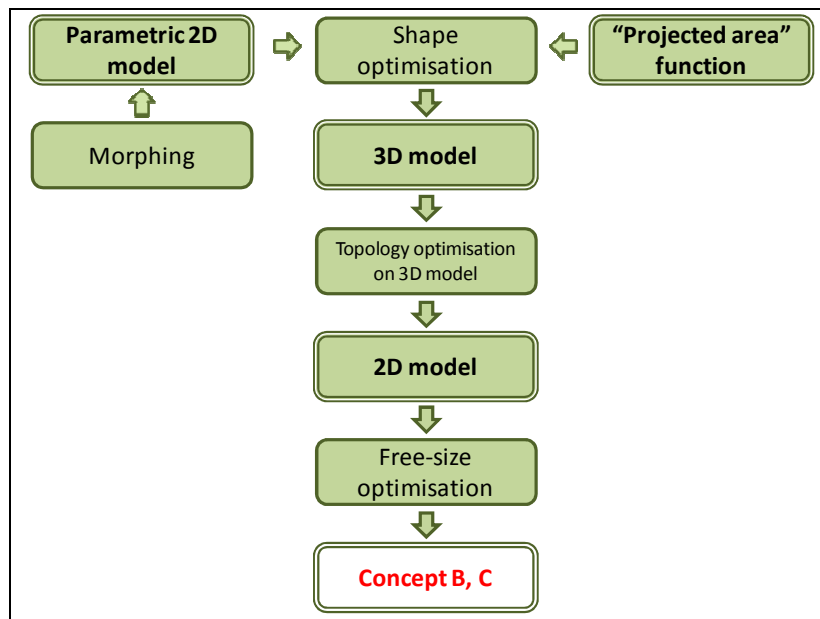 Parametric 2D
model
Shape
optimisation
“Projected area”
function
Morphing
3D model
Topology optimisation
on 3D model
2D model
Free-size
optimisation
Concept B, C